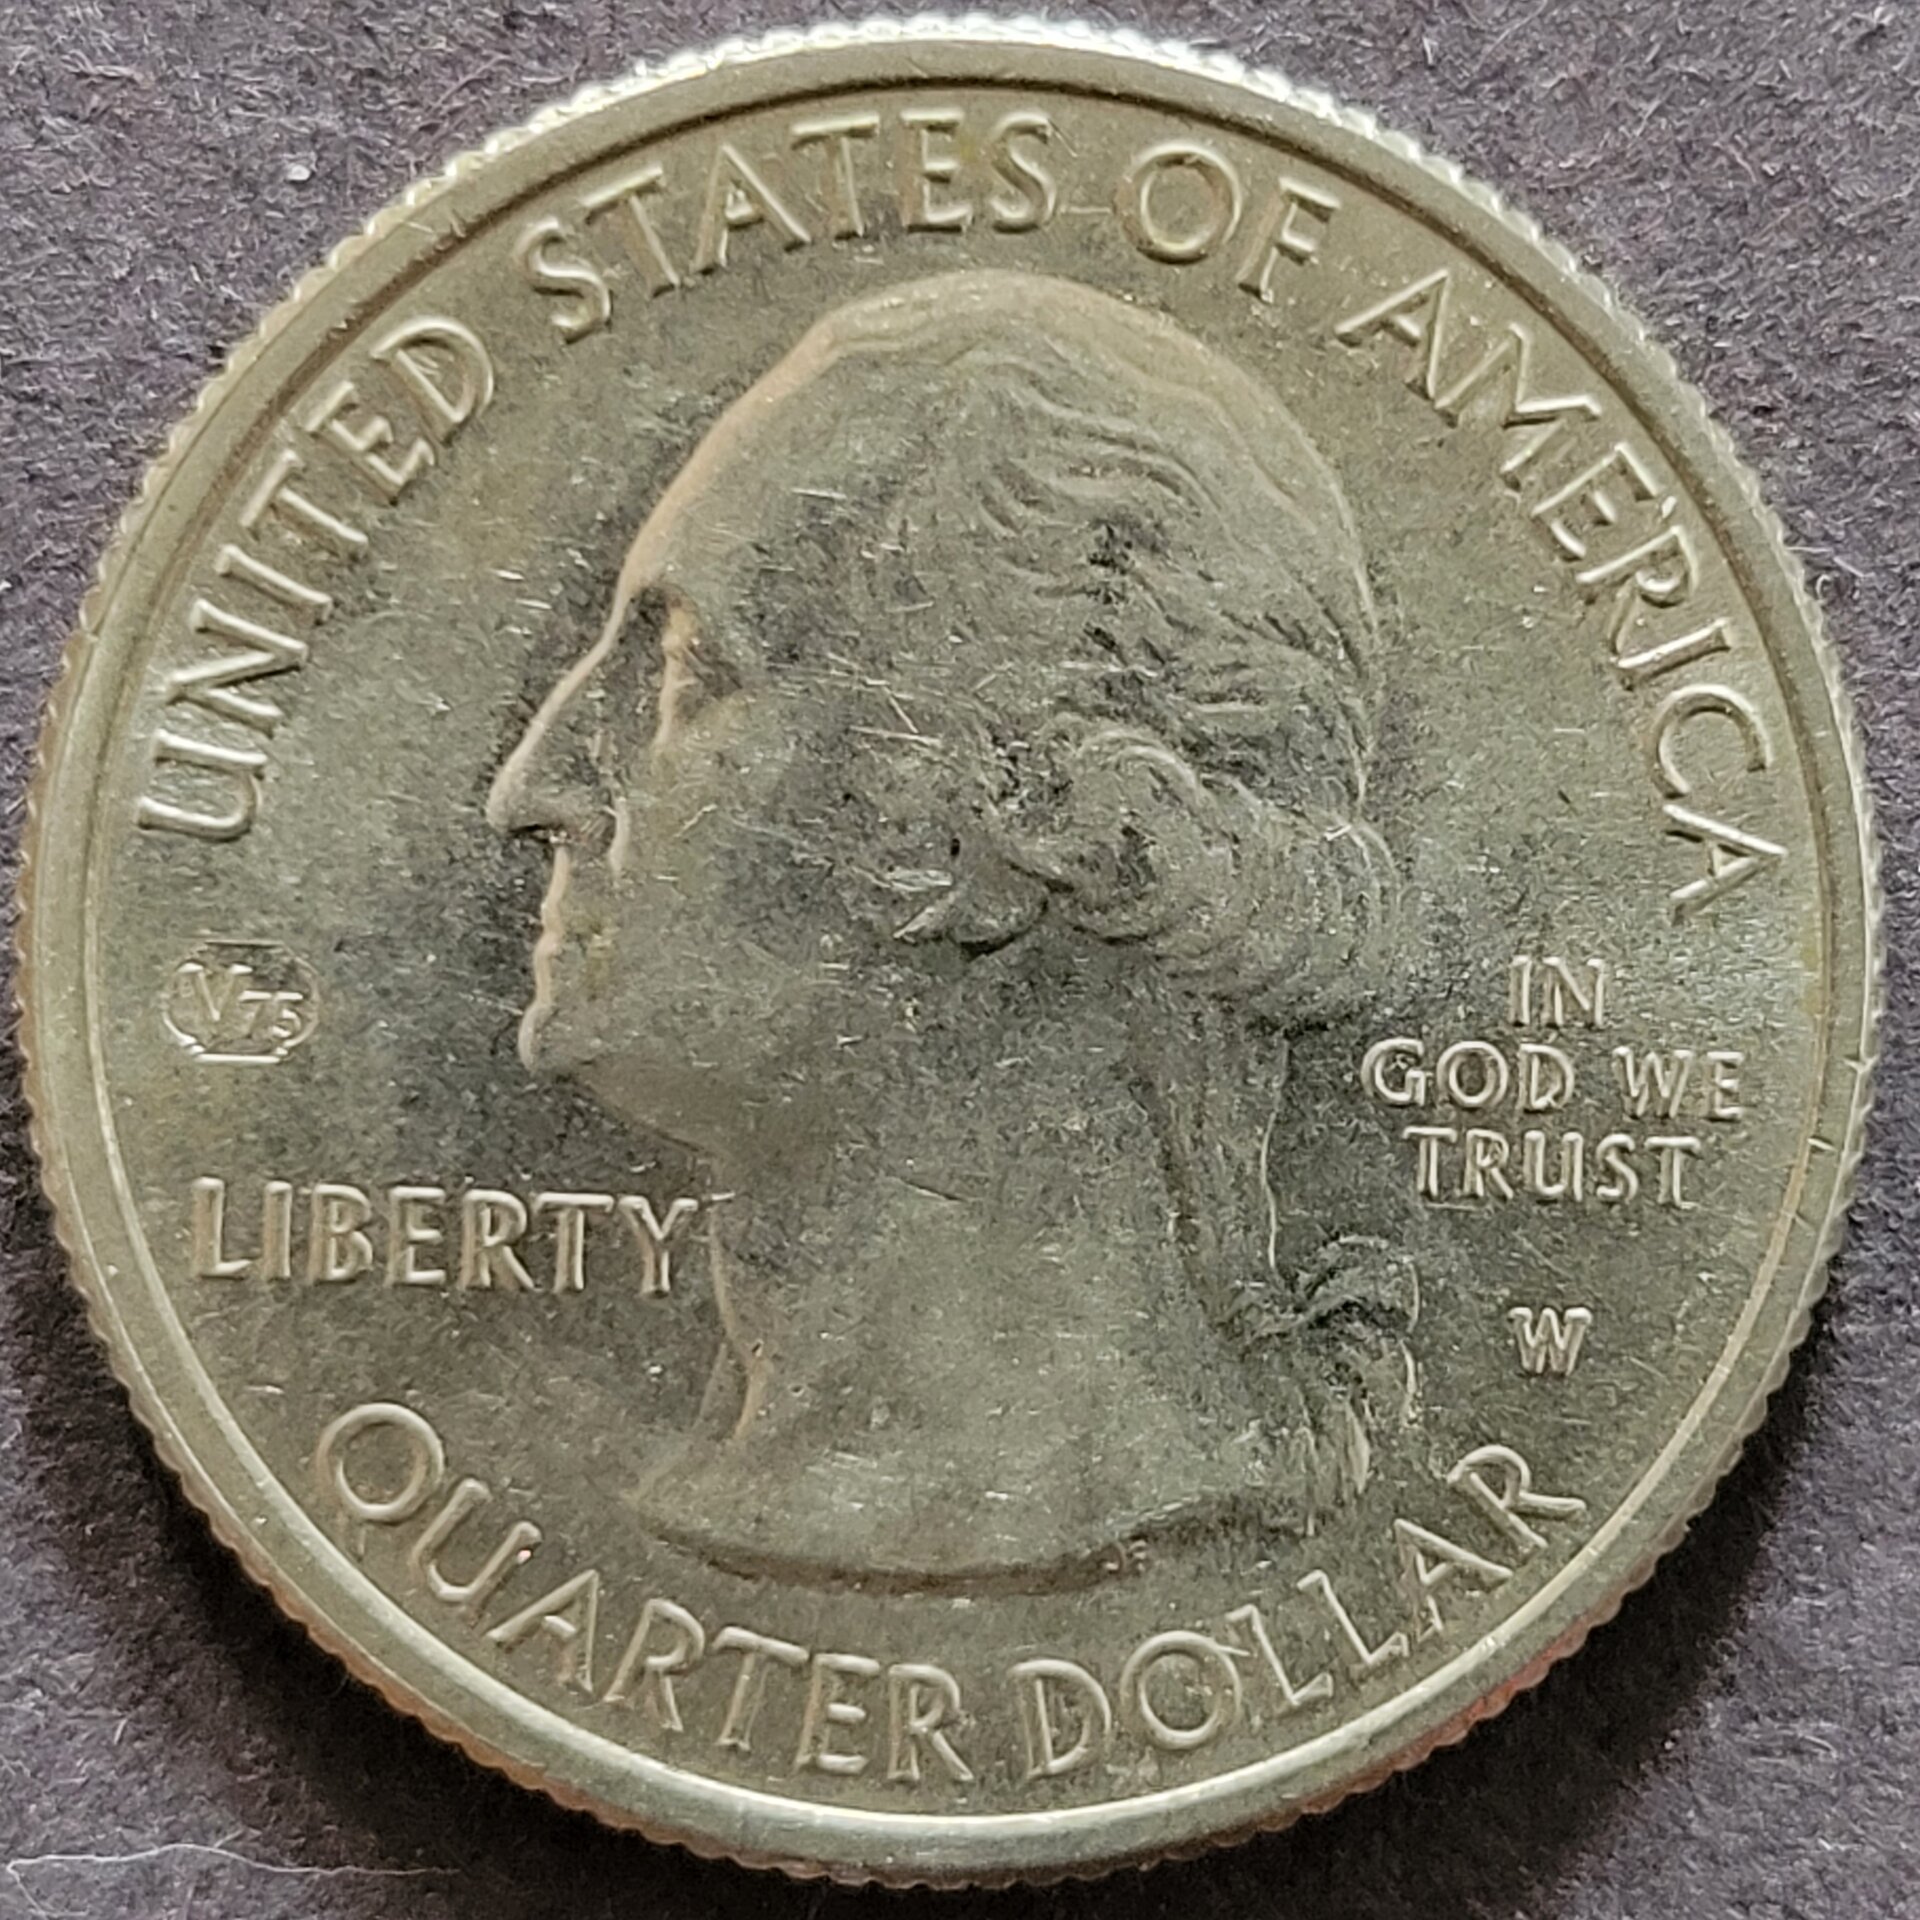 UNITED STATES OF AMERICA
V75
LIBERTY
IN
GOD WE
TRUST
W
QUARTER DOLLAR